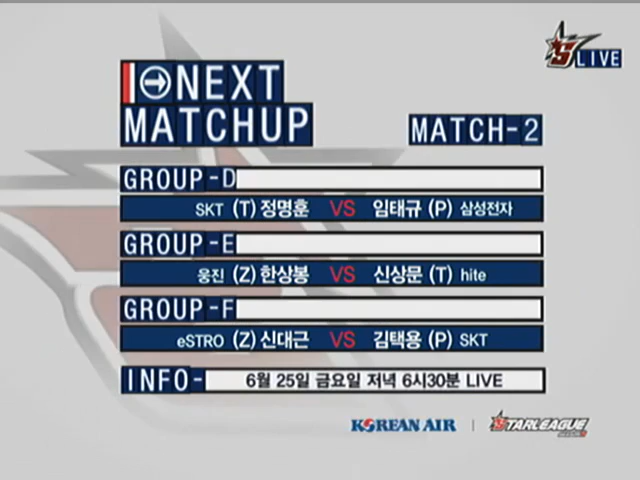 S LIVE
NEXT
MATCHUP
MATCH-2
GROUP-D
SKT (T) 정명훈 VS 임태규 (P) 삼성전자
GROUP-E
웅진 (Z) 한상봉 VS 신상문 (T) hite
GROUP-F
eSTRO (Z) 신대근 VS 김택용 (P) SKT
INFO- 6월 25일 금요일 저녁 6시30분 LIVE
KOREAN AIR | STARLEAGUE